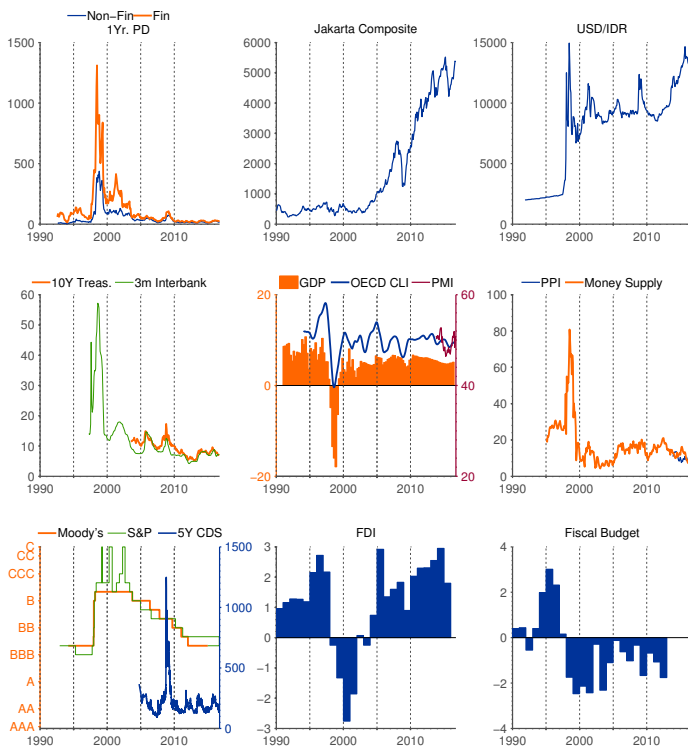 Non−Fin Fin
1Yr. PD
1500
1000
500
0
1990 2000 2010
Jakarta Composite
6000
5000
4000
3000
2000
1000
0
1990 2000 2010
USD/IDR
15000
10000
5000
0
1990 2000 2010
10Y Treas. 3m Interbank
60
50
40
30
20
10
0
1990 2000 2010
GDP OECD CLI PMI
20
0
−20
60
40
20
1990 2000 2010
PPI Money Supply
100
80
60
40
20
0
1990 2000 2010
Moody's S&P 5Y CDS
C
CC
CCC
B
BB
BBB
A
AA
AAA
1500
1000
500
0
1990 2000 2010
FDI
3
2
1
0
−1
−2
−3
1990 2000 2010
Fiscal Budget
4
2
0
−2
−4
1990 2000 2010